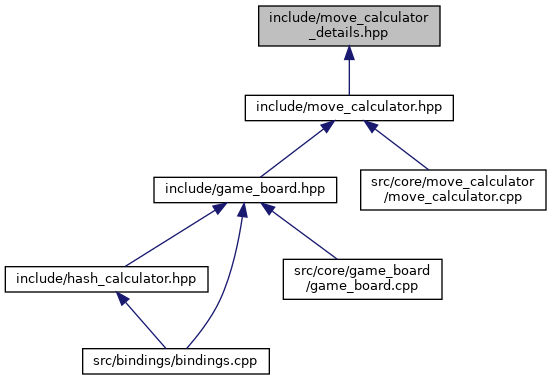 include/move_calculator
_details.hpp
include/move_calculator.hpp
include/game_board.hpp
src/core/move_calculator
/move_calculator.cpp
include/hash_calculator.hpp
src/core/game_board
/game_board.cpp
src/bindings/bindings.cpp